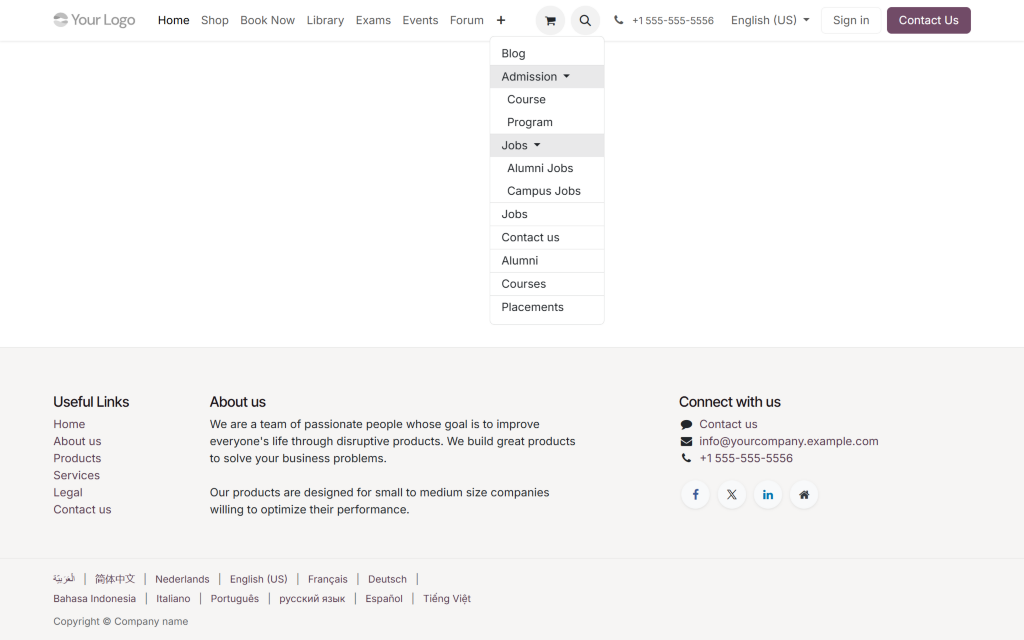 Your Logo Home Shop Book Now Library Exams Events Forum + +1 555-555-5556 English (US) Sign in Contact Us
Blog
Admission
Course
Program
Jobs
Alumni Jobs
Campus Jobs
Jobs
Contact us
Alumni
Courses
Placements
Useful Links
Home
About us
Products
Services
Legal
Contact us
About us
We are a team of passionate people whose goal is to improve
everyone's life through disruptive products. We build great products
to solve your business problems.
Our products are designed for small to medium size companies
willing to optimize their performance.
Connect with us
Contact us
info@yourcompany.example.com
+1 555-555-5556
الْعَرَبيّة | 简体中文 | Nederlands | English (US) | Français | Deutsch |
Bahasa Indonesia | Italiano | Português | русский язык | Español | Tiếng Việt
Copyright © Company name